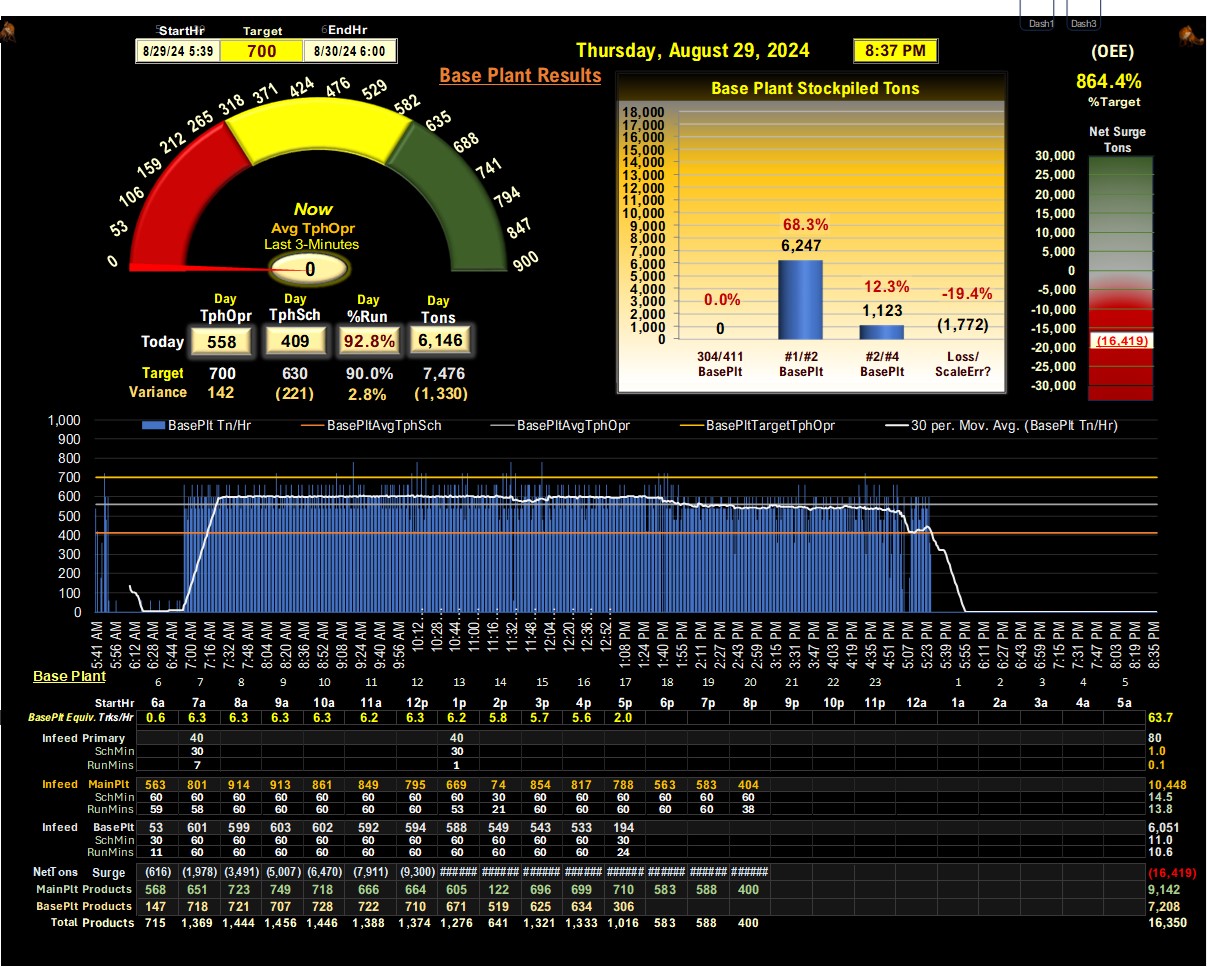 Dash1 Dash3
StartHr Target EndHr
8/29/24 5:39 700 8/30/24 6:00
Thursday, August 29, 2024 8:37 PM
(OEE)
864.4%
%Target
Base Plant Results
Base Plant Stockpiled Tons
Net Surge
Tons
0 53 106 159 212 265 318 371 424 476 529 582 635 688 741 794 847 900
Now
Avg TphOpr
Last 3-Minutes
0
18,000
17,000
16,000
15,000
14,000
13,000
12,000
11,000
10,000
9,000
8,000
7,000
6,000
5,000
4,000
3,000
2,000
1,000
0
0.0% 68.3% 12.3% -19.4%
0 6,247 1,123 (1,772)
304/411 #1/#2 #2/#4 Loss/
BasePlt BasePlt BasePlt ScaleErr?
30,000
25,000
20,000
15,000
10,000
5,000
0
-5,000
-10,000
-15,000
-20,000
-25,000
-30,000
(16,419)
Day Day Day Day
TphOpr TphSch %Run Tons
Today 558 409 92.8% 6,146
Target 700 630 90.0% 7,476
Variance 142 (221) 2.8% (1,330)
BasePlt Tn/Hr BasePltAvgTphSch BasePltAvgTphOpr BasePltTargetTphOpr 30 per. Mov. Avg. (BasePlt Tn/Hr)
1,000
900
800
700
600
500
400
300
200
100
0
5:41 AM 5:56 AM 6:12 AM 6:28 AM 6:44 AM 7:00 AM 7:16 AM 7:32 AM 7:48 AM 8:04 AM 8:20 AM 8:36 AM 8:52 AM 9:08 AM 9:24 AM 9:40 AM 9:56 AM 10:12... 10:28... 10:44... 11:00... 11:16... 11:32... 11:48... 12:04... 12:20... 12:36... 12:52... 1:08 PM 1:24 PM 1:40 PM 1:55 PM 2:11 PM 2:27 PM 2:43 PM 2:59 PM 3:15 PM 3:31 PM 3:47 PM 4:03 PM 4:19 PM 4:35 PM 4:51 PM 5:07 PM 5:23 PM 5:39 PM 5:55 PM 6:11 PM 6:27 PM 6:43 PM 6:59 PM 7:15 PM 7:31 PM 7:47 PM 8:03 PM 8:19 PM 8:35 PM
Base Plant
6 7 8 9 10 11 12 13 14 15 16 17 18 19 20 21 22 23 1 2 3 4 5
StartHr 6a 7a 8a 9a 10a 11a 12p 1p 2p 3p 4p 5p 6p 7p 8p 9p 10p 11p 12a 1a 2a 3a 4a 5a
BasePlt Equiv. Trks/Hr 0.6 6.3 6.3 6.3 6.3 6.2 6.3 6.2 5.8 5.7 5.6 2.0 63.7
Infeed Primary 40 40 80
SchMin 30 30 1.0
RunMins 7 1 0.1
Infeed MainPlt 563 801 914 913 861 849 795 669 74 854 817 788 563 583 404 10,448
SchMin 60 60 60 60 60 60 60 60 30 60 60 60 60 60 60 14.5
RunMins 59 58 60 60 60 60 60 53 21 60 60 60 60 60 38 13.8
Infeed BasePlt 53 601 599 603 602 592 594 588 549 543 533 194 6,051
SchMin 30 60 60 60 60 60 60 60 60 60 60 30 11.0
RunMins 11 60 60 60 60 60 60 60 60 60 60 24 10.6
NetTons Surge (616) (1,978) (3,491) (5,007) (6,470) (7,911) (9,300) ###### ###### ###### ###### ###### ###### ###### ###### (16,419)
MainPlt Products 568 651 723 749 718 666 664 605 122 696 699 710 583 588 400 9,142
BasePlt Products 147 718 721 707 728 722 710 671 519 625 634 306 7,208
Total Products 715 1,369 1,444 1,456 1,446 1,388 1,374 1,276 641 1,321 1,333 1,016 583 588 400 16,350